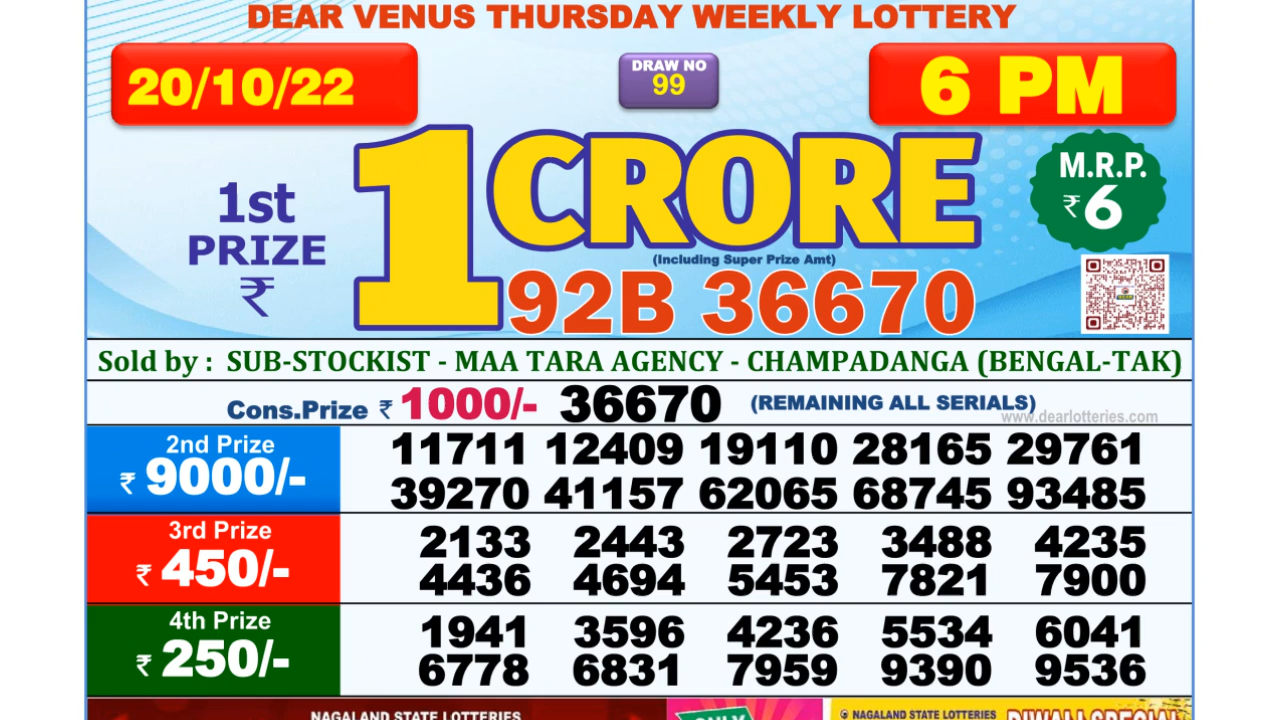 DEAR VENUS THURSDAY WEEKLY LOTTERY
20/10/22
DRAW NO
99
6 PM
1st
PRIZE
₹
1 CRORE
(Including Super Prize Amt)
92B 36670
M.R.P.
₹ 6
Sold by : SUB-STOCKIST - MAA TARA AGENCY - CHAMPADANGA (BENGAL-TAK)
Cons.Prize ₹ 1000/- 36670 (REMAINING ALL SERIALS)
www.dearlotteries.com
2nd Prize
₹ 9000/-
11711 12409 19110 28165 29761
39270 41157 62065 68745 93485
3rd Prize
₹ 450/-
2133 2443 2723 3488 4235
4436 4694 5453 7821 7900
4th Prize
₹ 250/-
1941 3596 4236 5534 6041
6778 6831 7959 9390 9536
NAGALAND STATE LOTTERIES
ONLY
NAGALAND STATE LOTTERIES
DIWALI SPECIAL